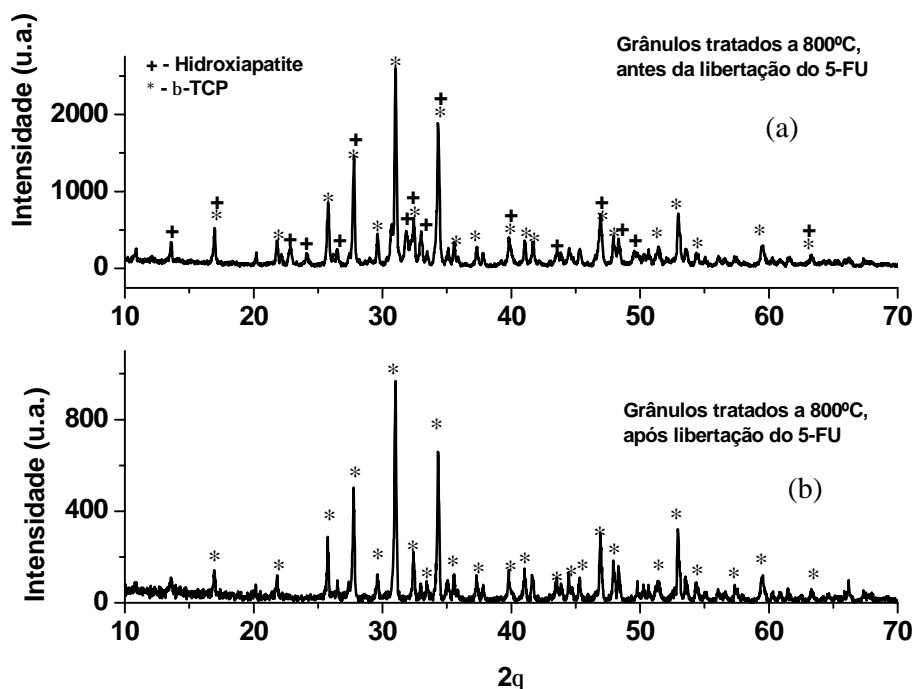 Intensidade (u.a.)
2000
1000
0
+ - Hidroxiapatite
* - b-TCP
Grânulos tratados a 800ºC,
antes da libertação do 5-FU
(a)
10 20 30 40 50 60 70
Intensidade (u.a.)
800
400
0
Grânulos tratados a 800ºC,
após libertação do 5-FU
(b)
10 20 30 40 50 60 70
2q